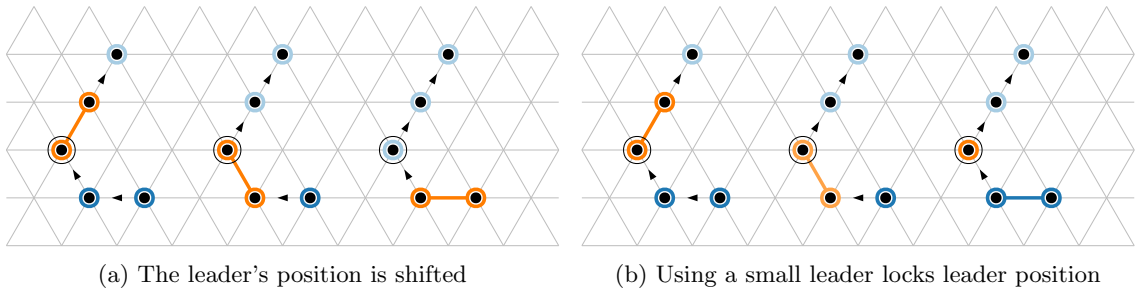 (a) The leader's position is shifted
(b) Using a small leader locks leader position